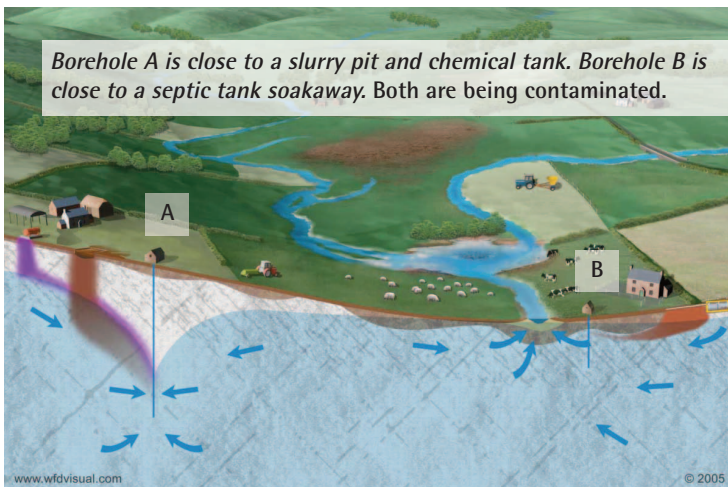 Borehole A is close to a slurry pit and chemical tank. Borehole B is
close to a septic tank soakaway. Both are being contaminated.
A
B
www.wfdvisual.com
© 2005